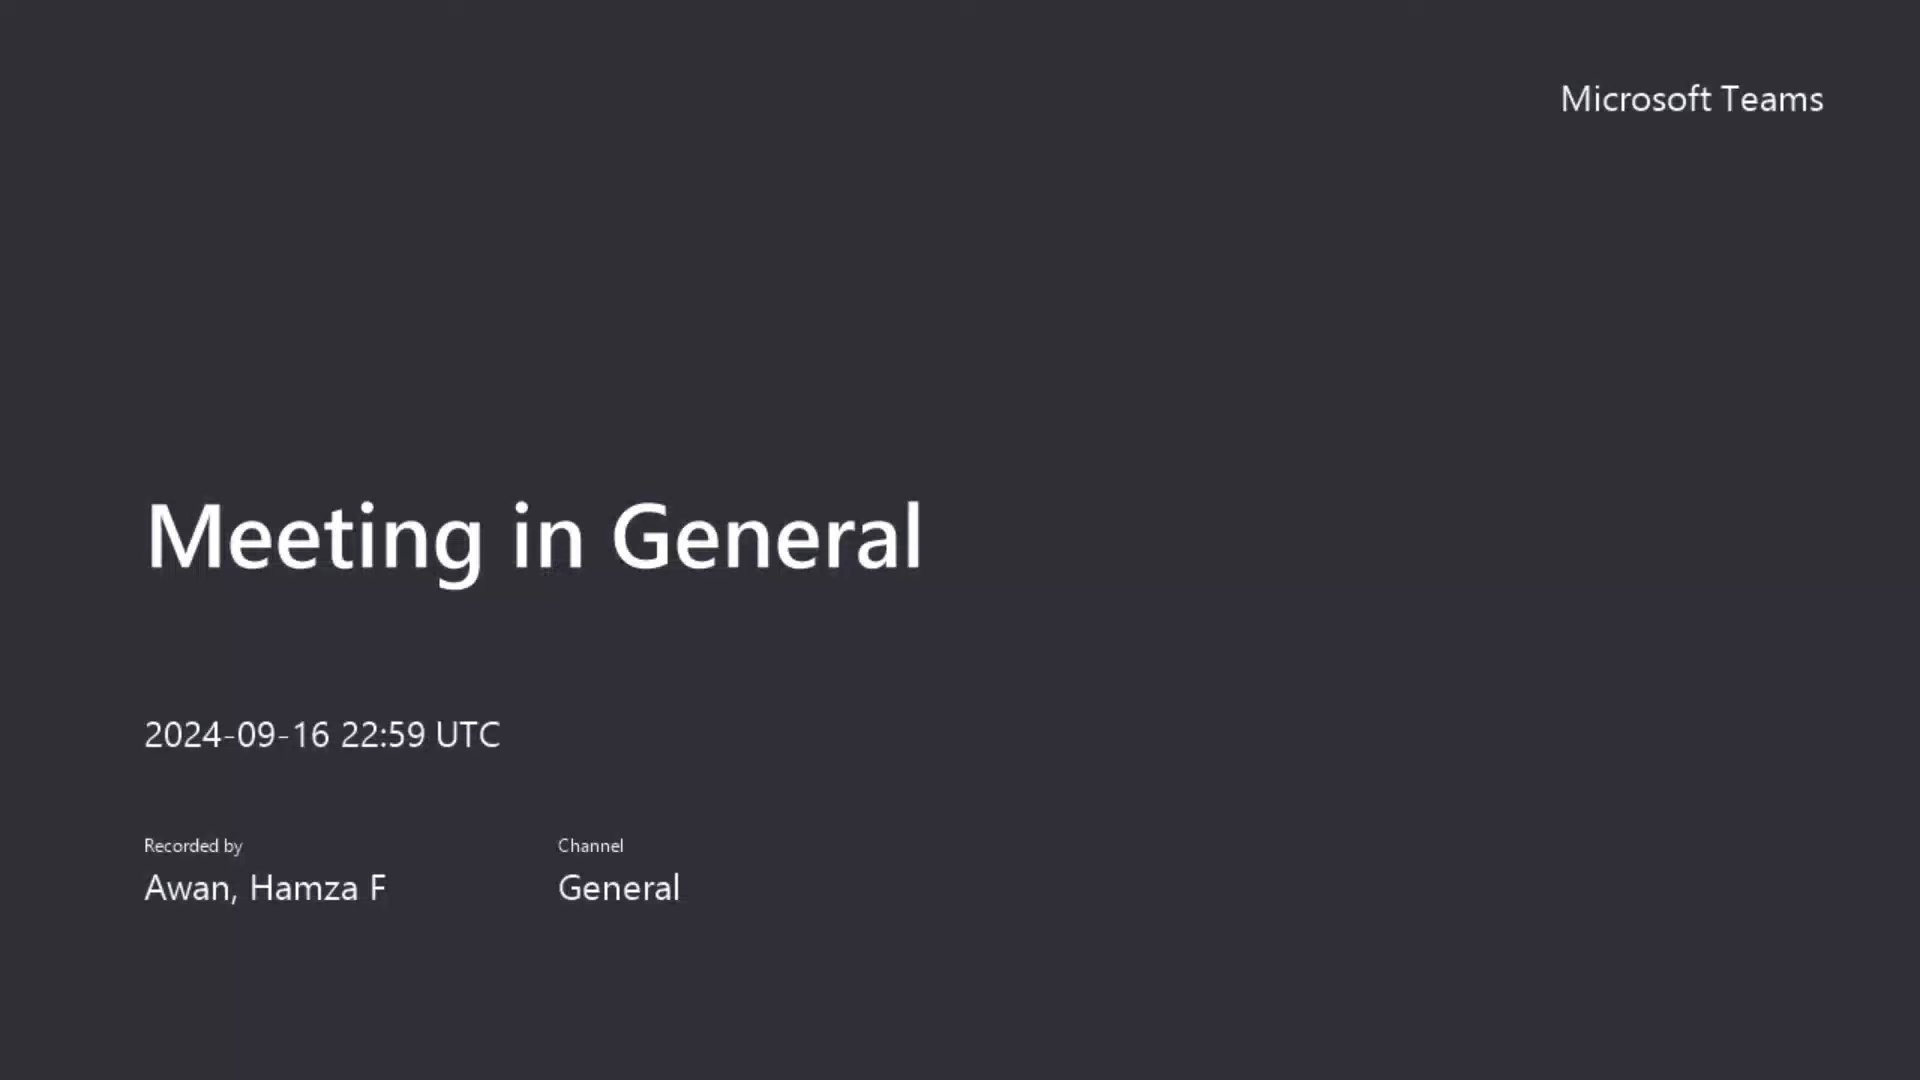 Microsoft Teams
Meeting in General
2024-09-16 22:59 UTC
Recorded by
Awan, Hamza F
Channel
General